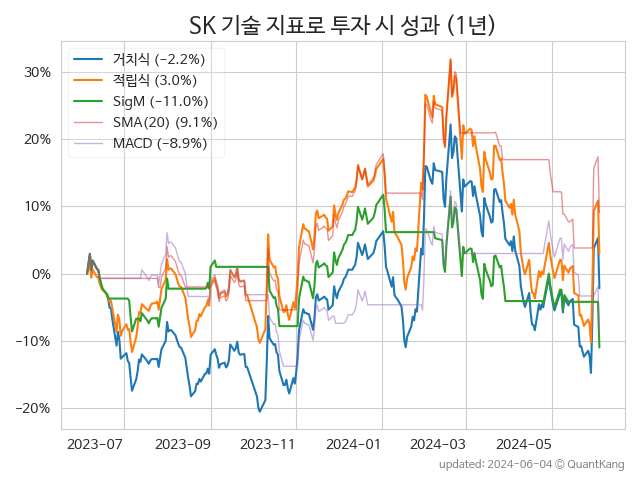 SK 기술 지표로 투자 시 성과 (1년)
거치식 (−2.2%)
적립식 (3.0%)
SigM (−11.0%)
SMA(20) (9.1%)
MACD (−8.9%)
30%
20%
10%
0%
−10%
−20%
2023-07
2023-09
2023-11
2024-01
2024-03
2024-05
updated: 2024-06-04 © QuantKang